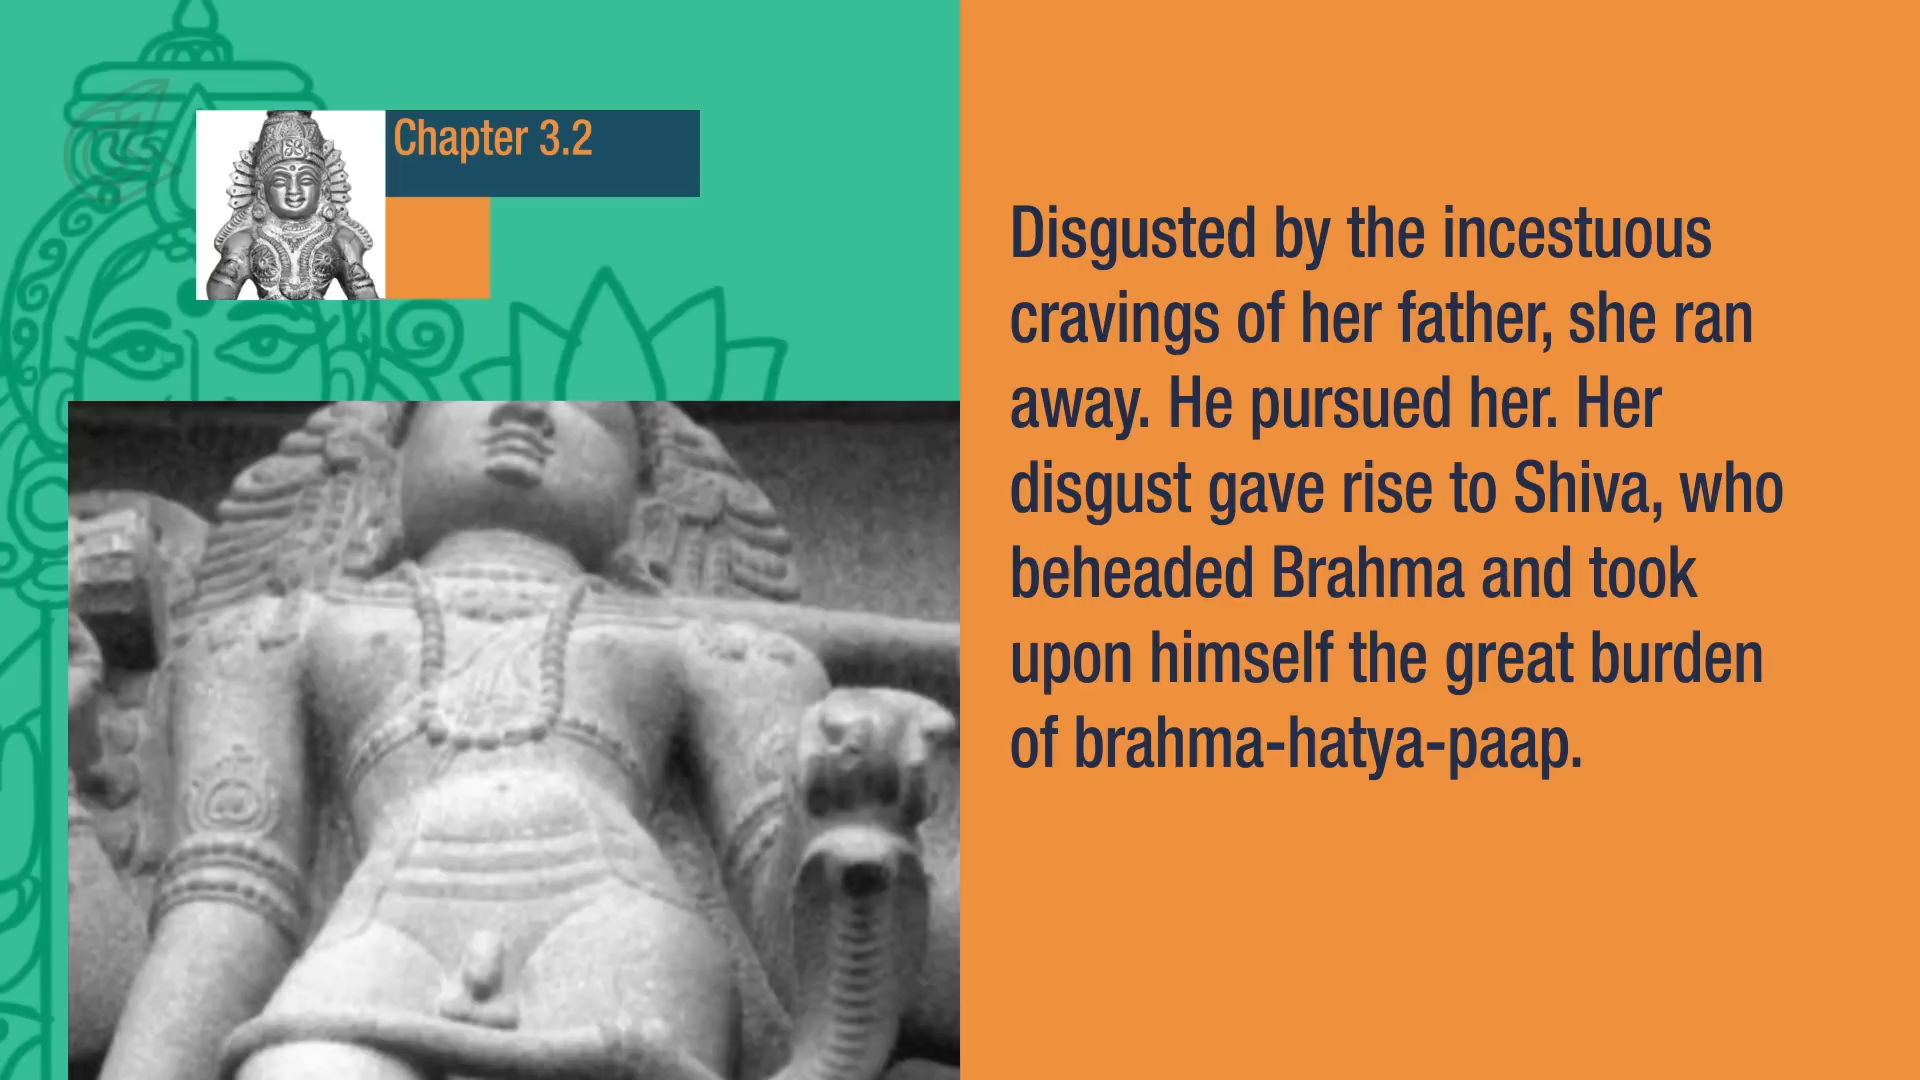 Chapter 3.2
Disgusted by the incestuous
cravings of her father, she ran
away. He pursued her. Her
disgust gave rise to Shiva, who
beheaded Brahma and took
upon himself the great burden
of brahma-hatya-paap.